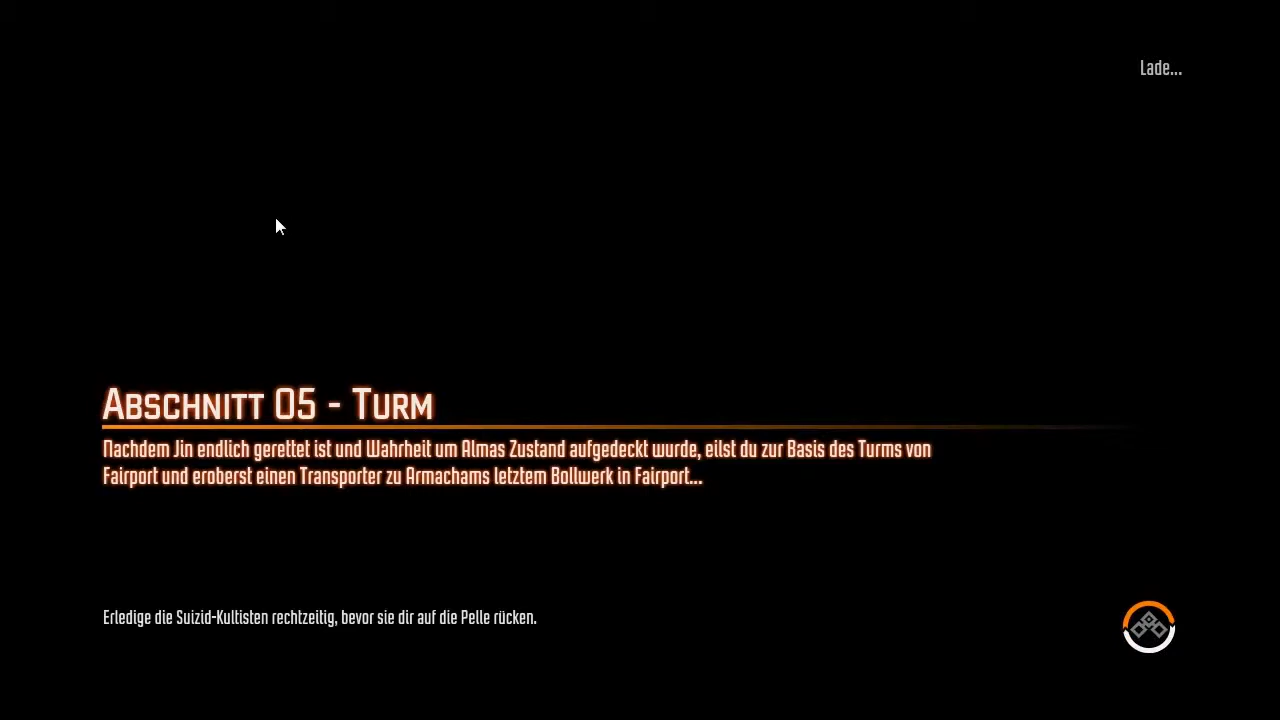 Lade...
Abschnitt 05 - Turm
Nachdem Jin endlich gerettet ist und Wahrheit um Almas Zustand aufgedeckt wurde, eilst du zur Basis des Turms von
Fairport und eroberst einen Transporter zu Armachams letztem Bollwerk in Fairport...
Erledige die Suizid-Kultisten rechtzeitig, bevor sie dir auf die Pelle rücken.